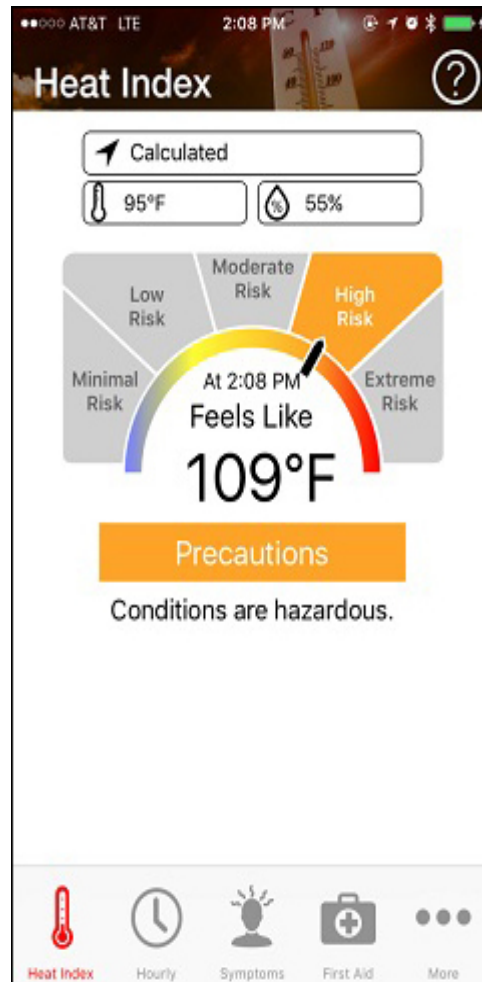 AT&T LTE 2:08 PM
Heat Index ?
Calculated
95°F % 55%
Minimal
Risk
Low
Risk
Moderate
Risk
High
Risk
Extreme
Risk
At 2:08 PM
Feels Like
109°F
Precautions
Conditions are hazardous.
Heat Index Hourly Symptoms First Aid More